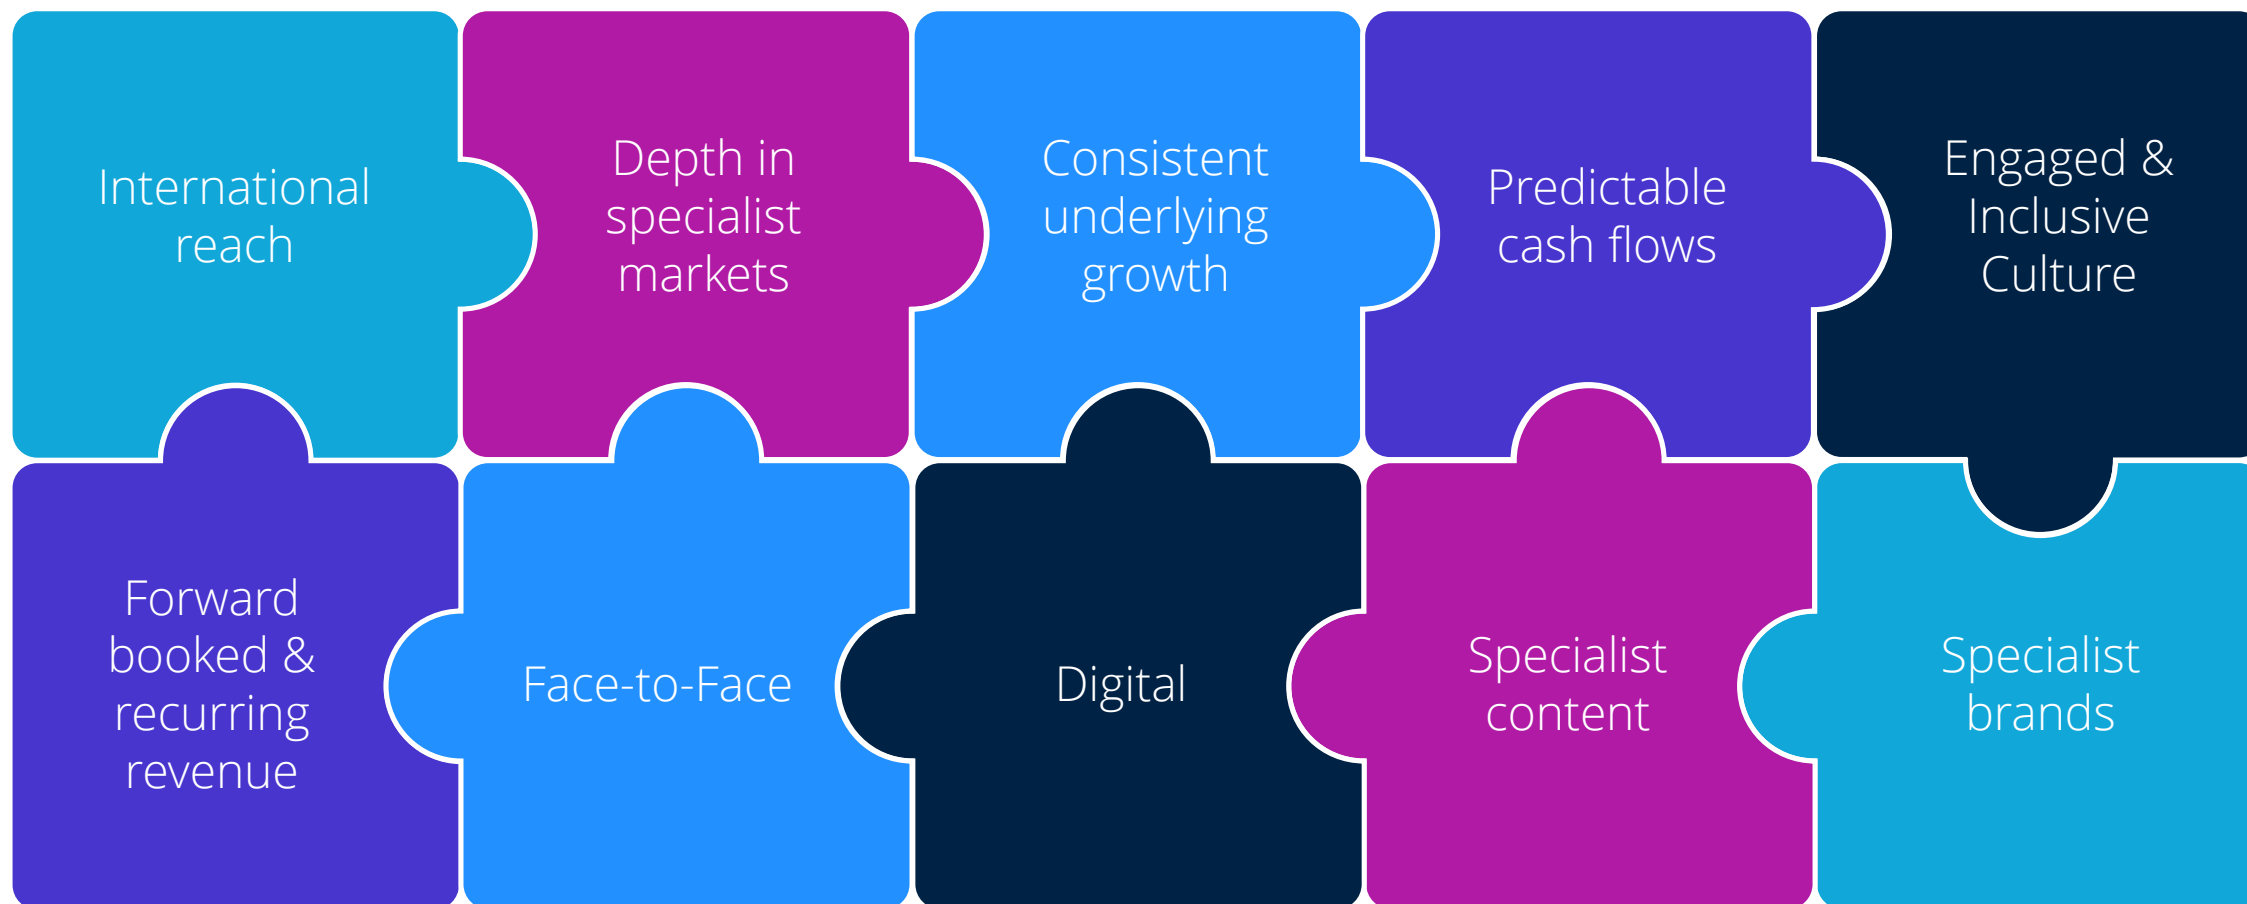 International
reach
Depth in
specialist
markets
Consistent
underlying
growth
Predictable
cash flows
Engaged &
Inclusive
Culture
Forward
booked &
recurring
revenue
Face-to-Face
Digital
Specialist
content
Specialist
brands